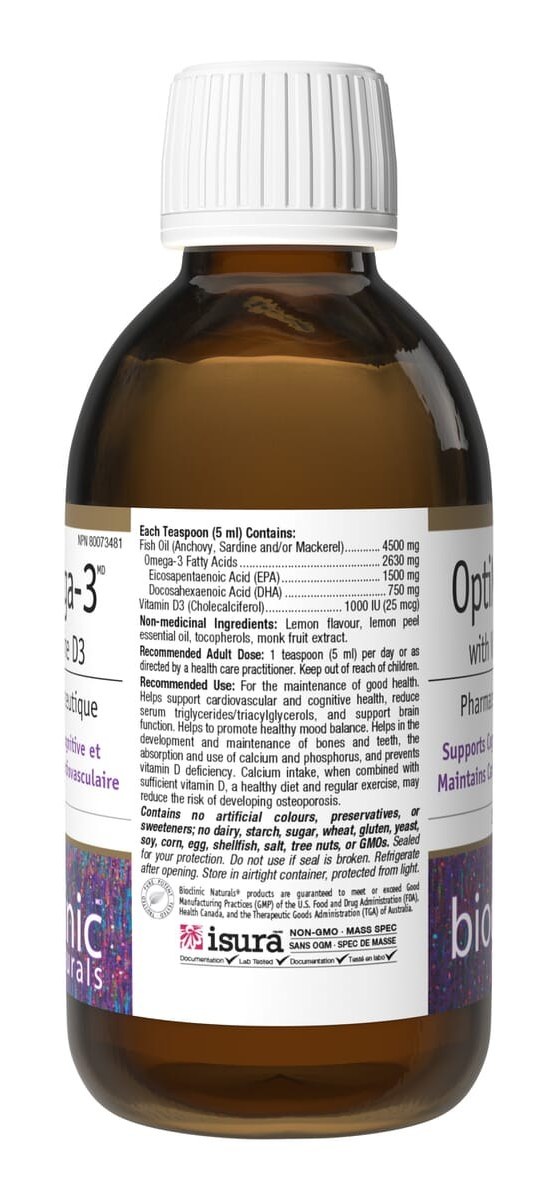 NPN 80073481
ga-3 MD
ne D3
eutique
gnitive et
diovasculaire
nic MD
urals
Each Teaspoon (5 ml) Contains:
Fish Oil (Anchovy, Sardine and/or Mackerel)........... 4500 mg
Omega-3 Fatty Acids ........................................ 2630 mg
Eicosapentaenoic Acid (EPA) ............................ 1500 mg
Docosahexaenoic Acid (DHA) ............................. 750 mg
Vitamin D3 (Cholecalciferol)...................... 1000 IU (25 mcg)
Non-medicinal Ingredients: Lemon flavour, lemon peel
essential oil, tocopherols, monk fruit extract.
Recommended Adult Dose: 1 teaspoon (5 ml) per day or as
directed by a health care practitioner. Keep out of reach of children.
Recommended Use: For the maintenance of good health.
Helps support cardiovascular and cognitive health, reduce
serum triglycerides/triacylglycerols, and support brain
function. Helps to promote healthy mood balance. Helps in the
development and maintenance of bones and teeth, the
absorption and use of calcium and phosphorus, and prevents
vitamin D deficiency. Calcium intake, when combined with
sufficient vitamin D, a healthy diet and regular exercise, may
reduce the risk of developing osteoporosis.
Contains no artificial colours, preservatives, or
sweeteners; no dairy, starch, sugar, wheat, gluten, yeast,
soy, corn, egg, shellfish, salt, tree nuts, or GMOs. Sealed
for your protection. Do not use if seal is broken. Refrigerate
after opening. Store in airtight container, protected from light.
Bioclinic Naturals® products are guaranteed to meet or exceed Good
Manufacturing Practices (GMP) of the U.S. Food and Drug Administration (FDA),
Health Canada, and the Therapeutic Goods Administration (TGA) of Australia.
isura
NON-GMO · MASS SPEC
SANS OGM · SPEC DE MASSE
Documentation ✓ Lab Tested ✓ Documentation ✓ Testé en labo ✓
Opti
with
Pharma
Supports
Maintains
bio